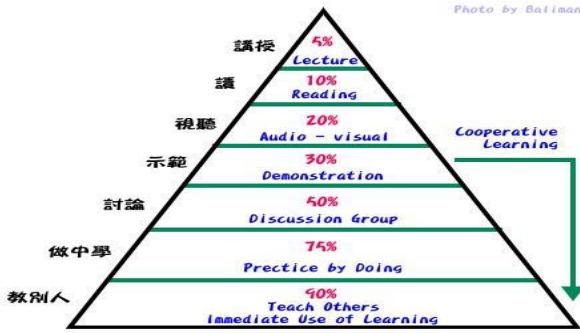 Photo by Baliman
講授
5%
Lecture
讀
10%
Reading
視聽
20%
Audio - visual
Cooperative
Learning
示範
30%
Demonstration
討論
50%
Discussion Group
做中學
75%
Prectice by Doing
教別人
90%
Teach Others
Immediate Use of Learning